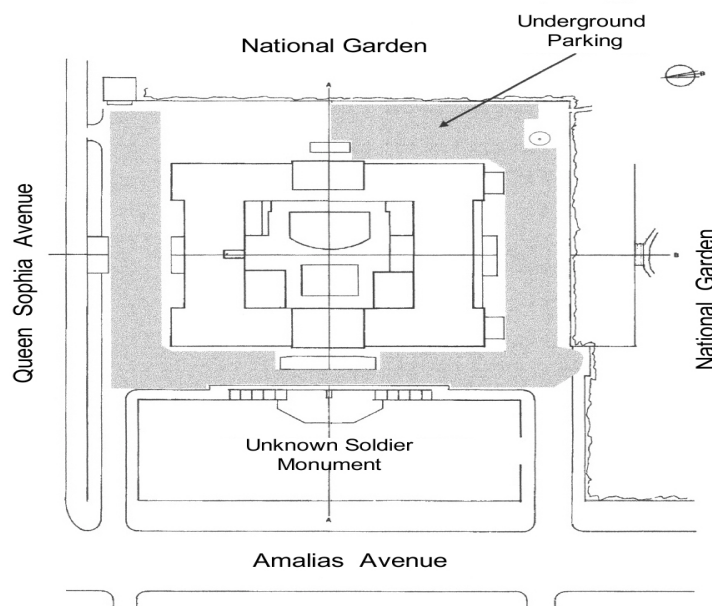 Underground
Parking
National Garden
A
Queen Sophia Avenue
National Garden
B
Unknown Soldier
Monument
A
Amalias Avenue